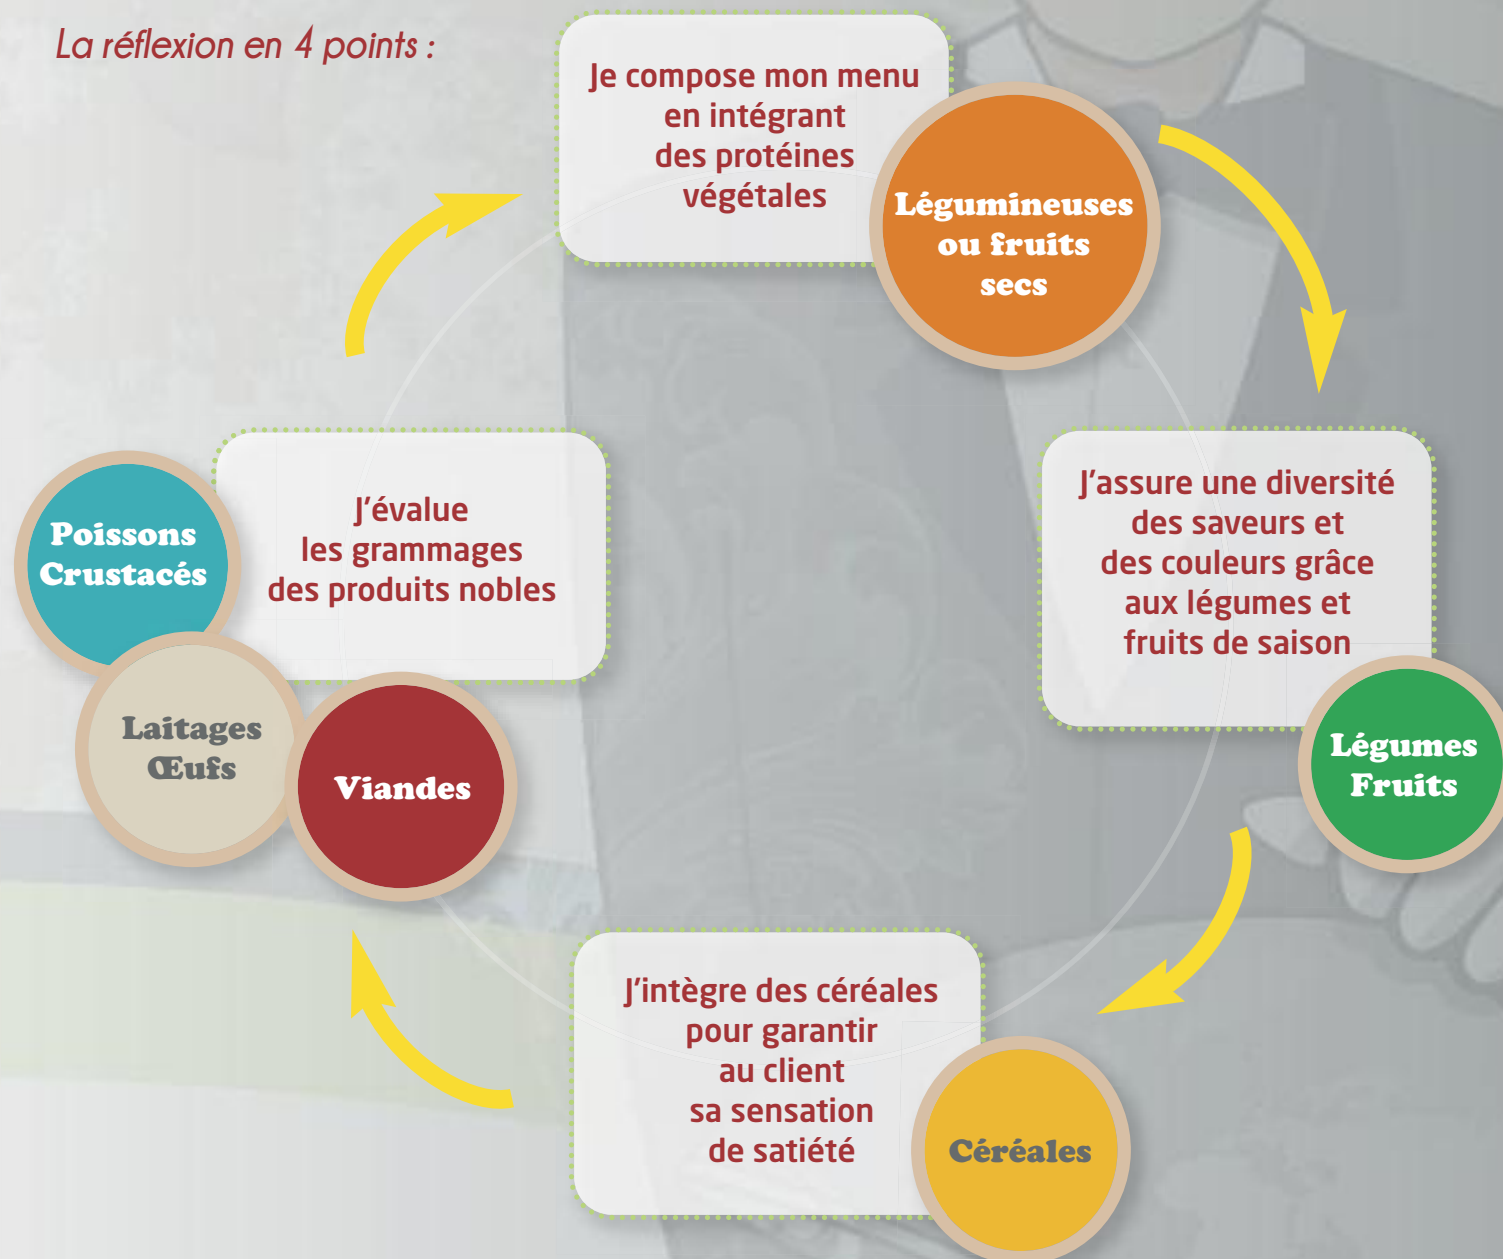 La réflexion en 4 points :
Je compose mon menu
en intégrant
des protéines
végétales
Légumineuses
ou fruits
secs
J'assure une diversité
des saveurs et
des couleurs grâce
aux légumes et
fruits de saison
Légumes
Fruits
J'intègre des céréales
pour garantir
au client
sa sensation
de satiété
Céréales
J'évalue
les grammages
des produits nobles
Poissons
Crustacés
Laitages
Œufs
Viandes